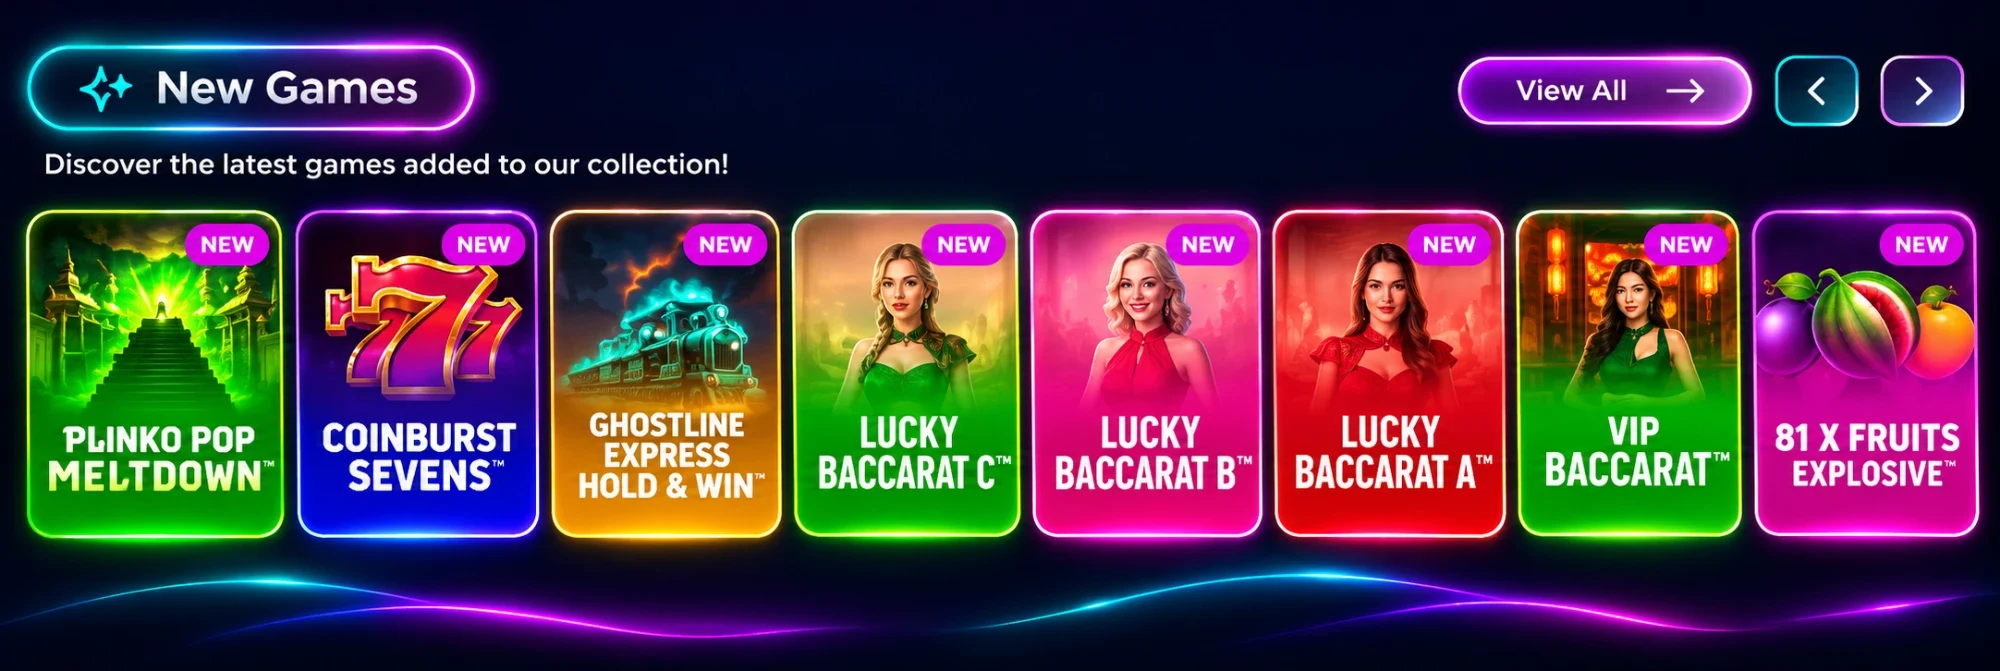 New Games
View All
Discover the latest games added to our collection!
NEW
PLINKO POP
MELTDOWN™
NEW
777
COINBURST
SEVENS™
NEW
GHOSTLINE
EXPRESS
HOLD & WIN™
NEW
LUCKY
BACCARAT C™
NEW
LUCKY
BACCARAT B™
NEW
LUCKY
BACCARAT A™
NEW
VIP
BACCARAT™
NEW
81 X FRUITS
EXPLOSIVE™